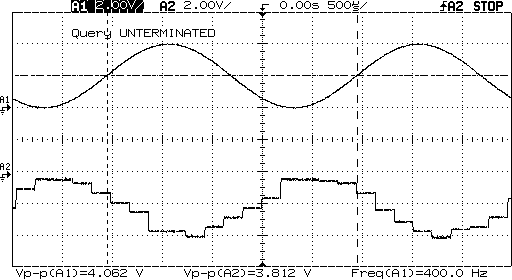 A1 2.00V/ A2 2.00V/ 0.00s 500µ/ ƒA2 STOP
Query UNTERMINATED
A1
A2
Vp-p(A1)=4.062 V Vp-p(A2)=3.812 V Freq(A1)=400.0 Hz